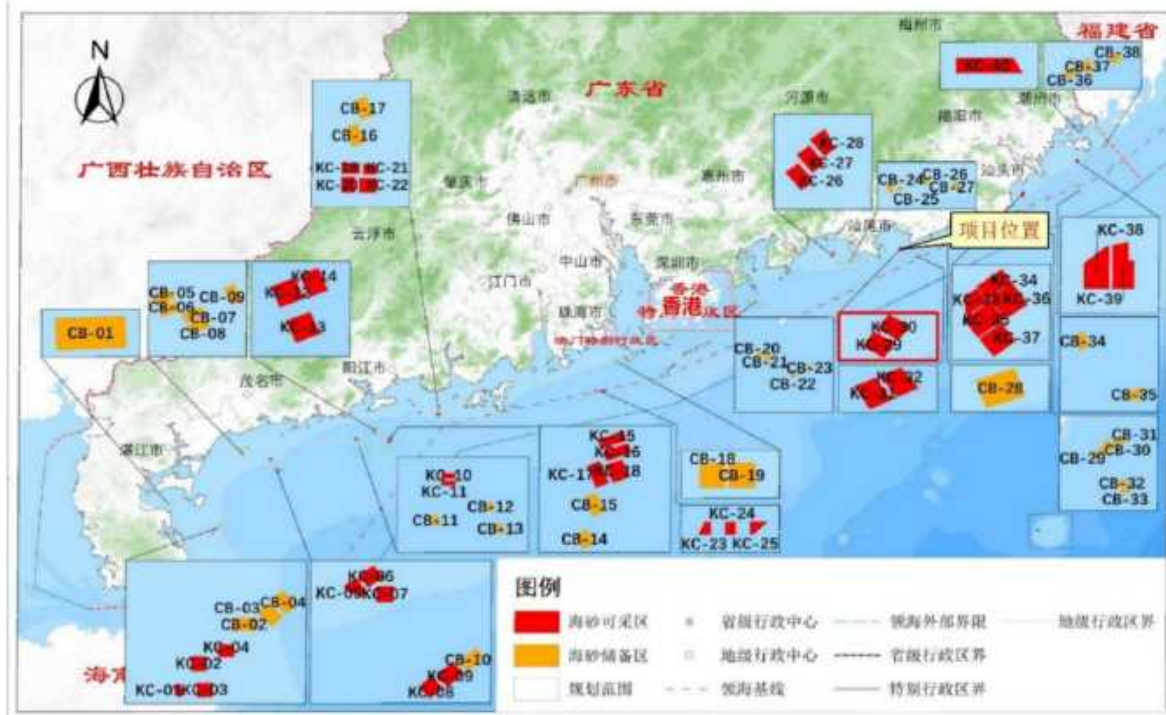 梅州市
福建省
N
KC-40
CB-38
CB-37
CB-36
潮州市
广东省
清远市
河源市
揭阳市
CB-17
CB-16
KC-21
KC-22
KC-28
KC-27
KC-26
汕头市
广西壮族自治区
肇庆市
广州市
惠州市
CB-24
CB-26
CB-27
CB-25
佛山市
东莞市
汕尾市
项目位置
云浮市
中山市
深圳市
江门市
香港
香港
珠海市
KC-38
KC-39
CB-05
CB-06
CB-09
CB-07
CB-08
KC-14
KC-13
CB-01
KC-34
KC-36
KC-37
KC-30
KC-29
CB-20
CB-21
CB-23
CB-22
CB-34
CB-35
阳江市
茂名市
湛江市
KC-32
KC-31
CB-28
KC-15
KC-16
KC-17
KC-18
CB-15
CB-14
KC-10
KC-11
CB-12
CB-11
CB-13
CB-18
CB-19
KC-24
KC-23
KC-25
CB-31
CB-30
CB-29
CB-32
CB-33
CB-04
CB-03
CB-02
KC-04
KC-02
KC-01
KC-03
KC-06
KC-05
KC-07
CB-10
KC-09
KC-08
图例
海砂可采区
省级行政中心
领海外部界限
地级行政区界
海砂储备区
地级行政中心
省级行政区界
规划范围
领海基线
特别行政区界